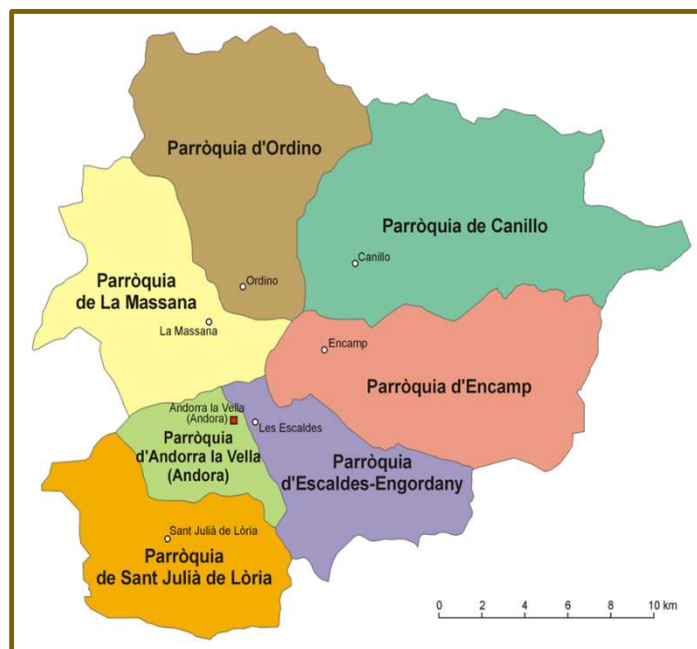 Parròquia d'Ordino
Parròquia de Canillo
Canillo
Ordino
Parròquia
de La Massana
La Massana
Encamp
Parròquia d'Encamp
Andorra la Vella
(Andora)
Les Escaldes
Parròquia
d'Andorra la Vella
(Andora)
Parròquia
d'Escaldes-Engordany
Sant Julià de Lòria
Parròquia
de Sant Julià de Lòria
0 2 4 6 8 10 km